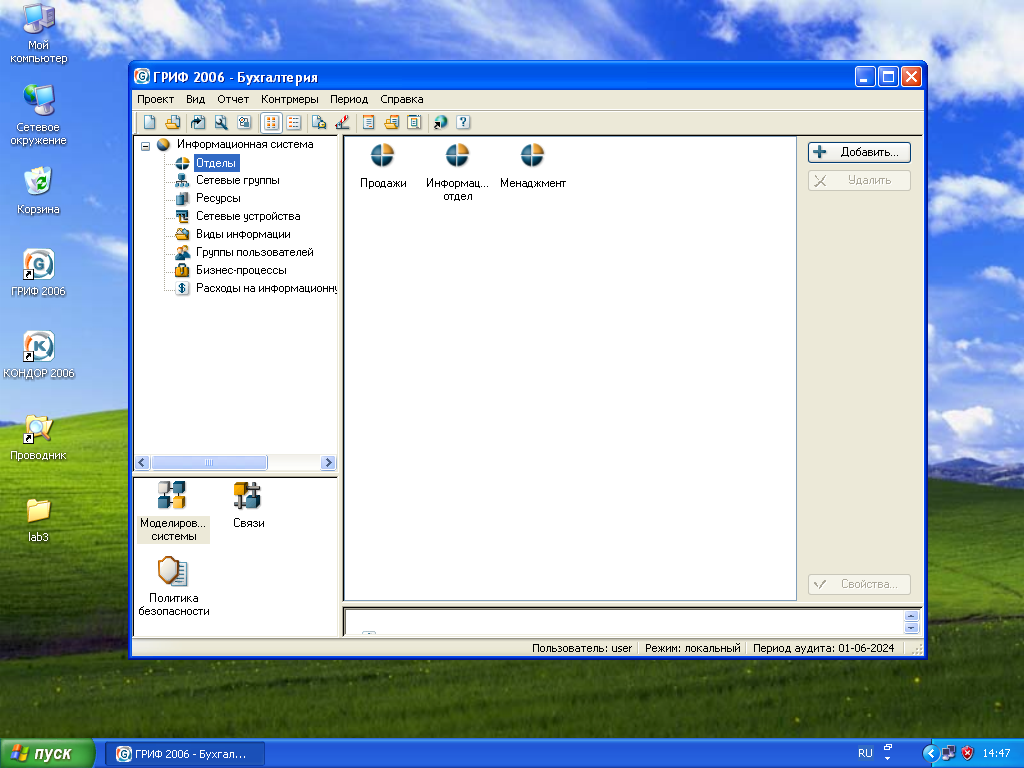 Мой
компьютер
Сетевое
окружение
Корзина
ГРИФ 2006
КОНДОР 2006
Проводник
lab3
ГРИФ 2006 - Бухгалтерия
Проект Вид Отчет Контрмеры Период Справка
Информационная система
Отделы
Сетевые группы
Ресурсы
Сетевые устройства
Виды информации
Группы пользователей
Бизнес-процессы
Расходы на информационну
Моделиров...
системы
Связи
Политика
безопасности
Продажи Информац... Менаджмент
отдел
Добавить...
Удалить
Свойства...
Пользователь: user Режим: локальный Период аудита: 01-06-2024
пуск ГРИФ 2006 - Бухгал... RU 14:47